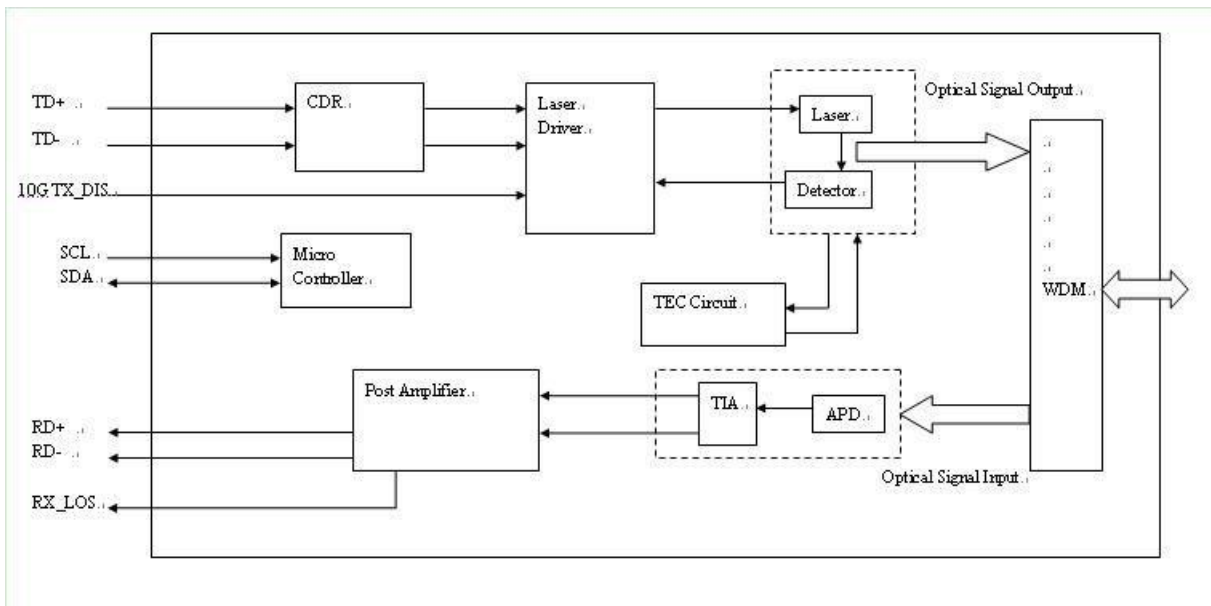 TD+
TD-
10G TX_DIS
SCL
SDA
RD+
RD-
RX_LOS
CDR
Laser
Driver
Micro
Controller
Laser
Detector
Optical Signal Output
TEC Circuit
WDM
Post Amplifier
TIA
APD
Optical Signal Input